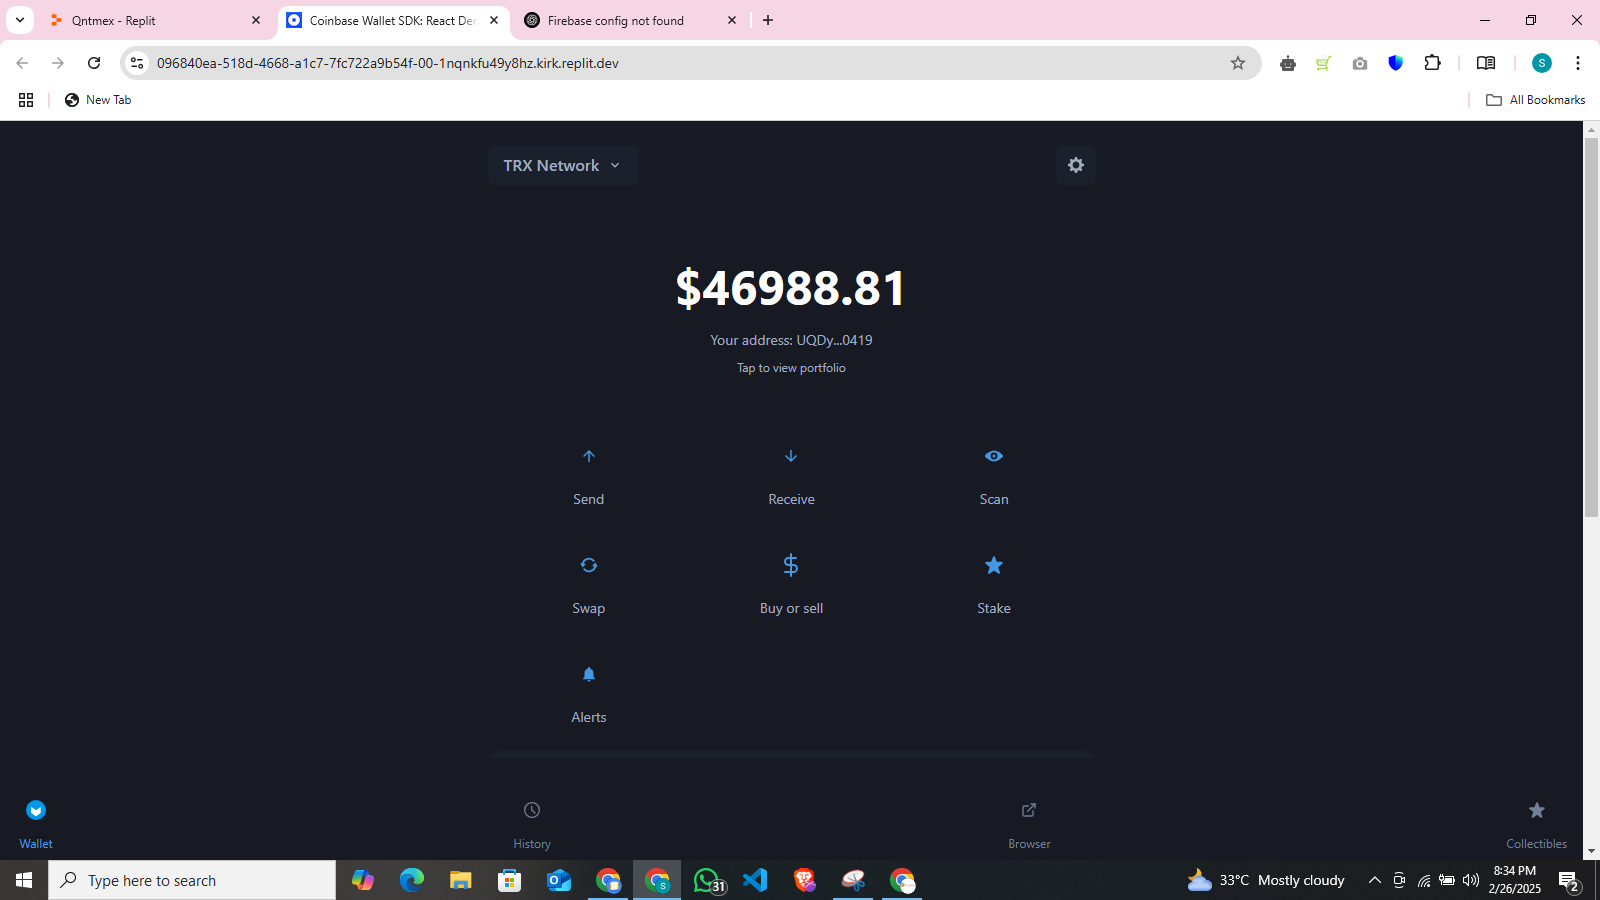 Qntmex - Replit
Coinbase Wallet SDK: React Der
Firebase config not found
096840ea-518d-4668-a1c7-7fc722a9b54f-00-1nqnkfu49y8hz.kirk.replit.dev
S
New Tab
All Bookmarks
TRX Network
$46988.81
Your address: UQDy...0419
Tap to view portfolio
Send
Receive
Scan
Swap
Buy or sell
Stake
Alerts
Wallet
History
Browser
Collectibles
Type here to search
S
31
33°C Mostly cloudy
8:34 PM
2/26/2025
2